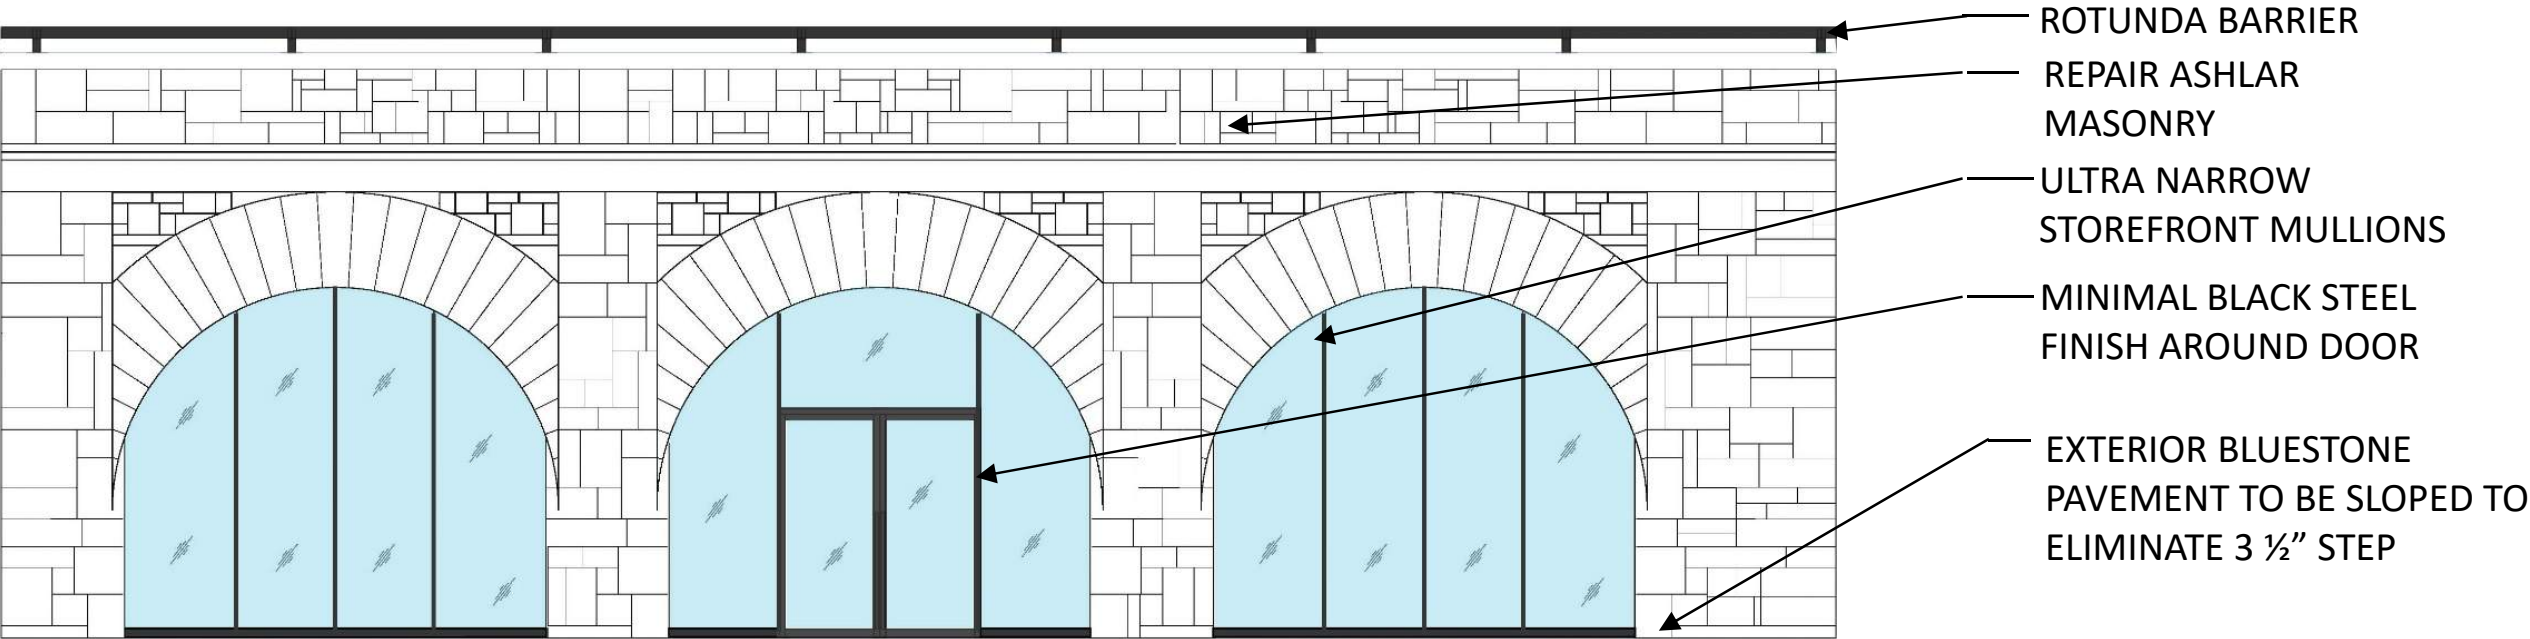 ROTUNDA BARRIER
REPAIR ASHLAR
MASONRY
ULTRA NARROW
STOREFRONT MULLIONS
MINIMAL BLACK STEEL
FINISH AROUND DOOR
EXTERIOR BLUESTONE
PAVEMENT TO BE SLOPED TO
ELIMINATE 3 ½” STEP